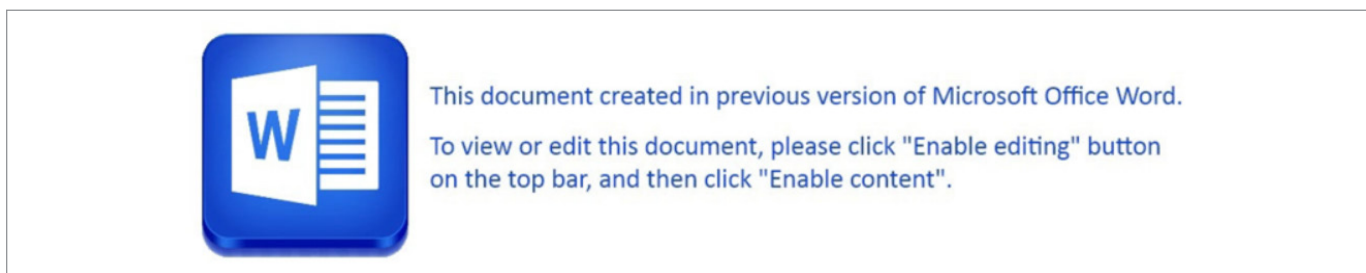 W
This document created in previous version of Microsoft Office Word.
To view or edit this document, please click "Enable editing" button
on the top bar, and then click "Enable content".